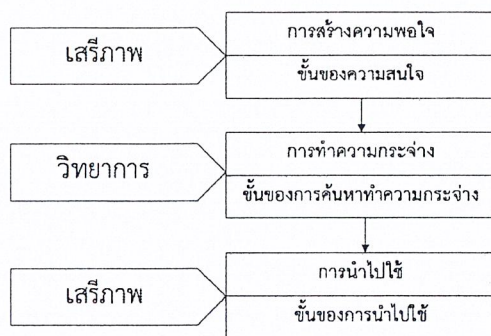 เสรีภาพ
การสร้างความพอใจ
ขั้นของความสนใจ
วิทยาการ
การทำความกระจ่าง
ขั้นของการค้นหาทำความกระจ่าง
เสรีภาพ
การนำไปใช้
ขั้นของการนำไปใช้